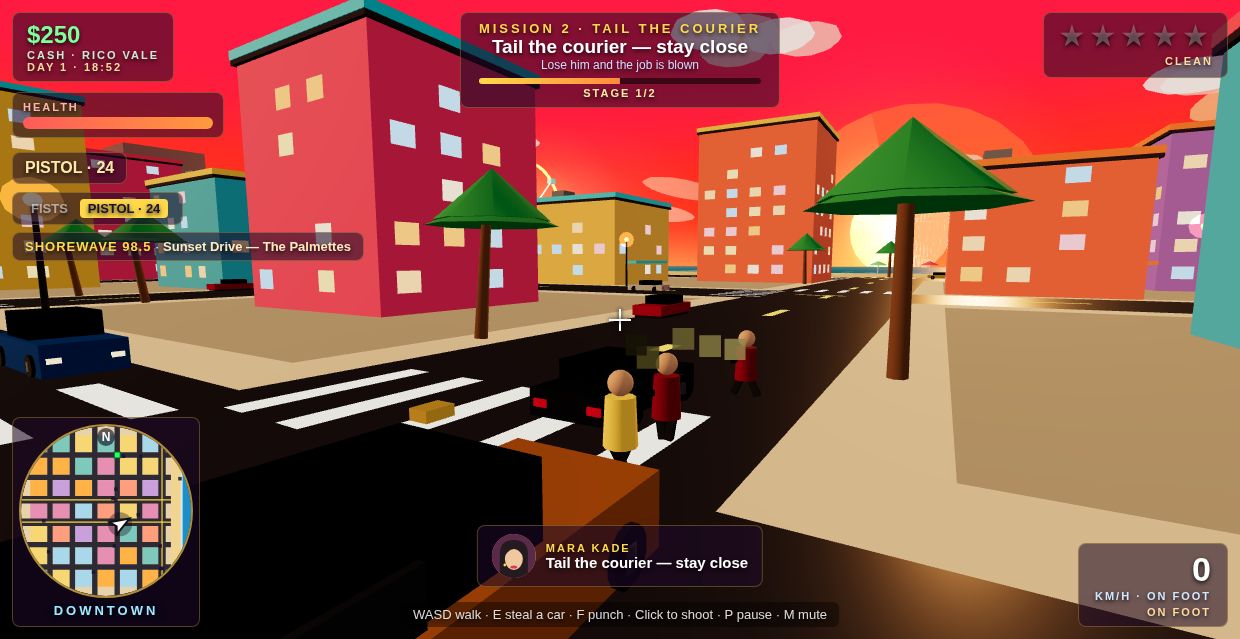 $250
CASH · RICO VALE
DAY 1 · 18:52
HEALTH
PISTOL · 24
FISTS PISTOL · 24
SHOREWAVE 98.5 · Sunset Drive — The Palmettes
MISSION 2 · TAIL THE COURIER
Tail the courier — stay close
Lose him and the job is blown
STAGE 1/2
★★★★★
CLEAN
N
DOWNTOWN
MARA KADE
Tail the courier — stay close
WASD walk · E steal a car · F punch · Click to shoot · P pause · M mute
0
KM/H · ON FOOT
ON FOOT